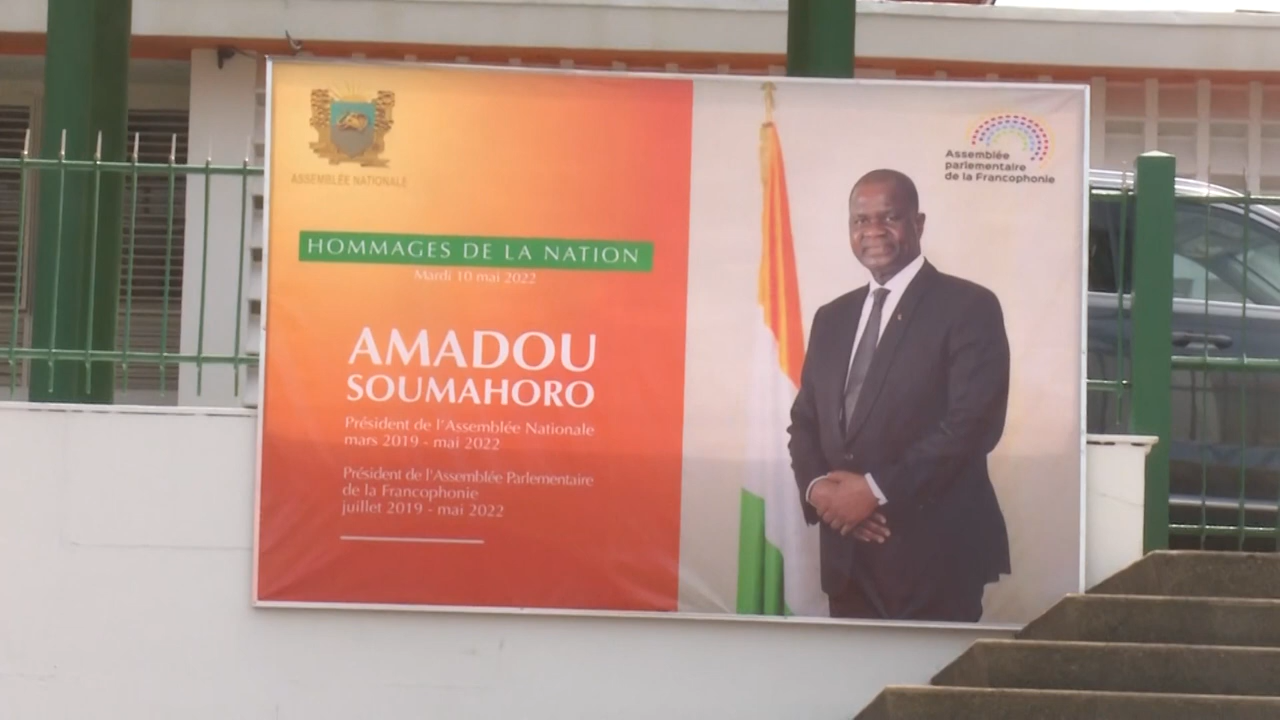 ASSEMBLÉE NATIONALE
Assemblée
parlementaire
de la Francophonie
HOMMAGES DE LA NATION
Mardi 10 mai 2022
AMADOU
SOUMAHORO
Président de l'Assemblée Nationale
mars 2019 - mai 2022
Président de l'Assemblée Parlementaire
de la Francophonie
juillet 2019 - mai 2022